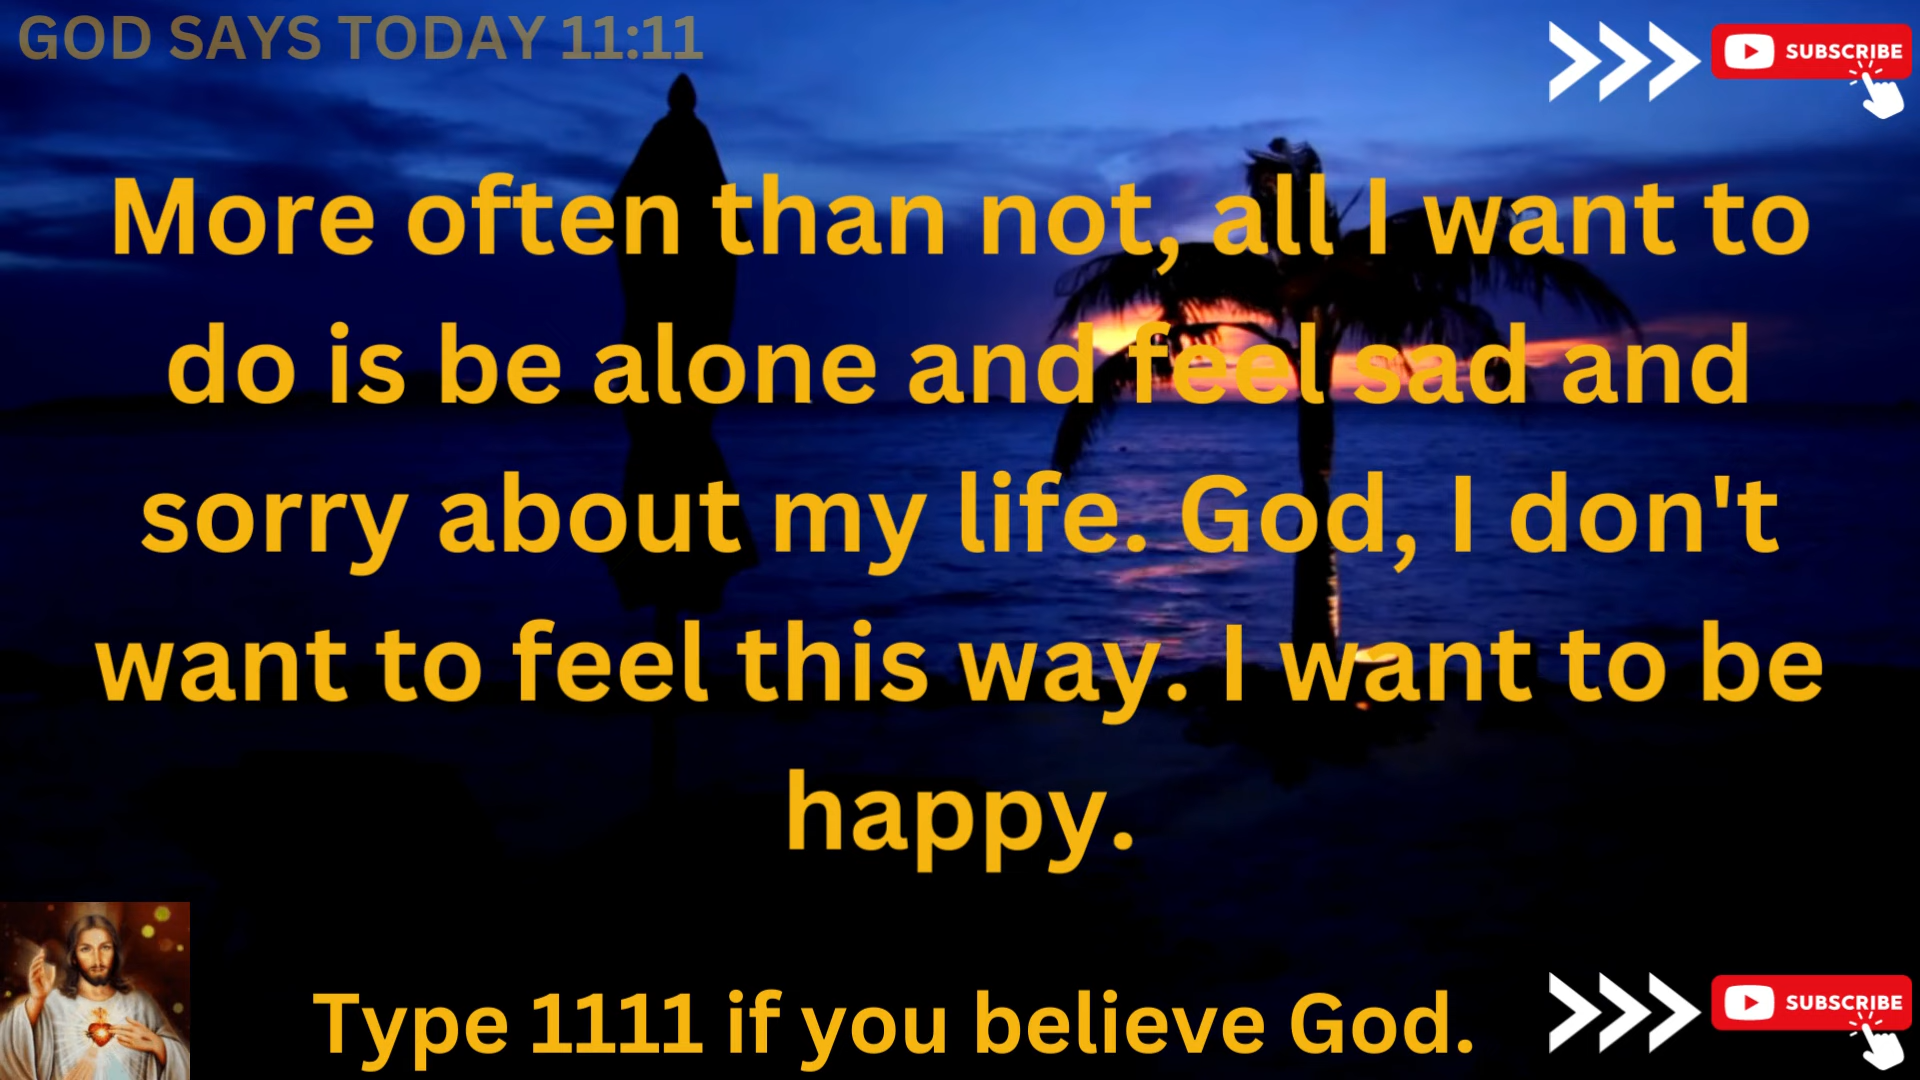 GOD SAYS TODAY 11:11
SUBSCRIBE
More often than not, all I want to
do is be alone and feel sad and
sorry about my life. God, I don't
want to feel this way. I want to be
happy.
Type 1111 if you believe God.
SUBSCRIBE